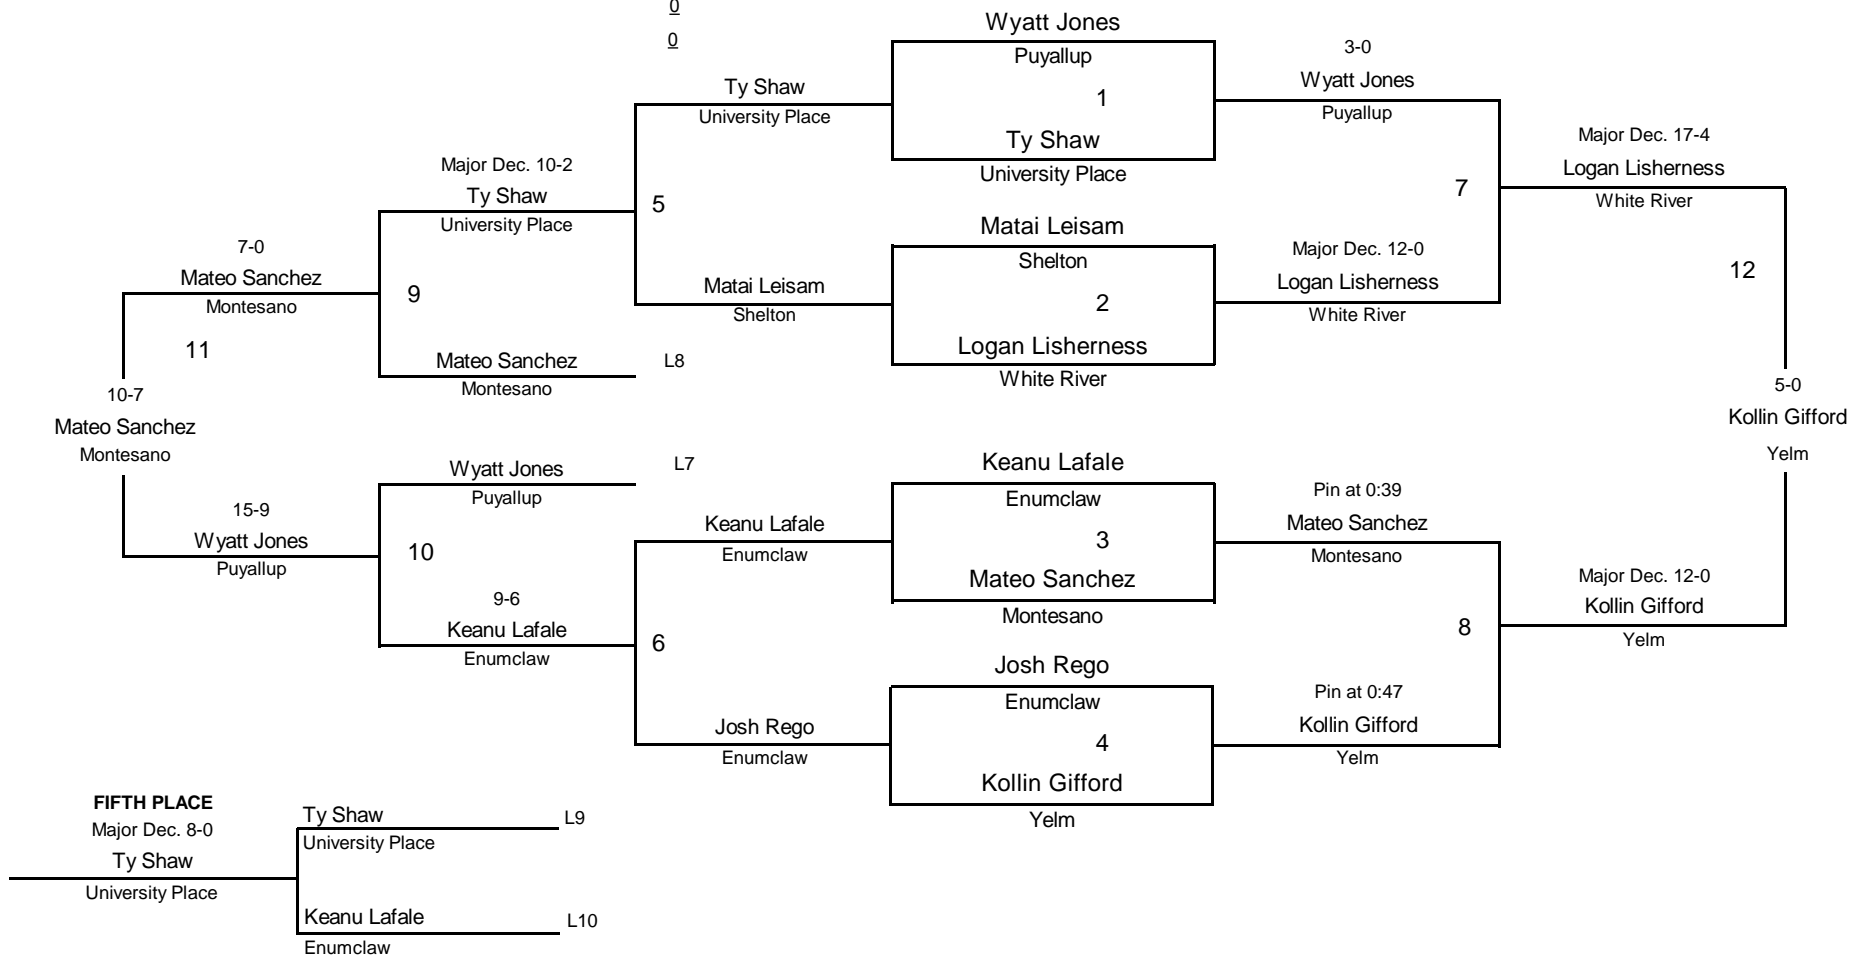 0
0
Wyatt Jones
Puyallup
1
Ty Shaw
University Place
3-0
Wyatt Jones
Puyallup
Ty Shaw
University Place
Major Dec. 17-4
Logan Lisherness
White River
Major Dec. 10-2
Ty Shaw
University Place
5
7
Matai Leisam
Shelton
2
Logan Lisherness
White River
Major Dec. 12-0
Logan Lisherness
White River
12
7-0
Mateo Sanchez
Montesano
9
Matai Leisam
Shelton
11
Mateo Sanchez
Montesano
L8
10-7
Mateo Sanchez
Montesano
5-0
Kollin Gifford
Yelm
Wyatt Jones
Puyallup
L7
Keanu Lafale
Enumclaw
3
Mateo Sanchez
Montesano
Pin at 0:39
Mateo Sanchez
Montesano
15-9
Wyatt Jones
Puyallup
10
Keanu Lafale
Enumclaw
9-6
Keanu Lafale
Enumclaw
6
8
Major Dec. 12-0
Kollin Gifford
Yelm
Josh Rego
Enumclaw
4
Kollin Gifford
Yelm
Pin at 0:47
Kollin Gifford
Yelm
Josh Rego
Enumclaw
FIFTH PLACE
Major Dec. 8-0
Ty Shaw
University Place
Ty Shaw
University Place
L9
Keanu Lafale
Enumclaw
L10